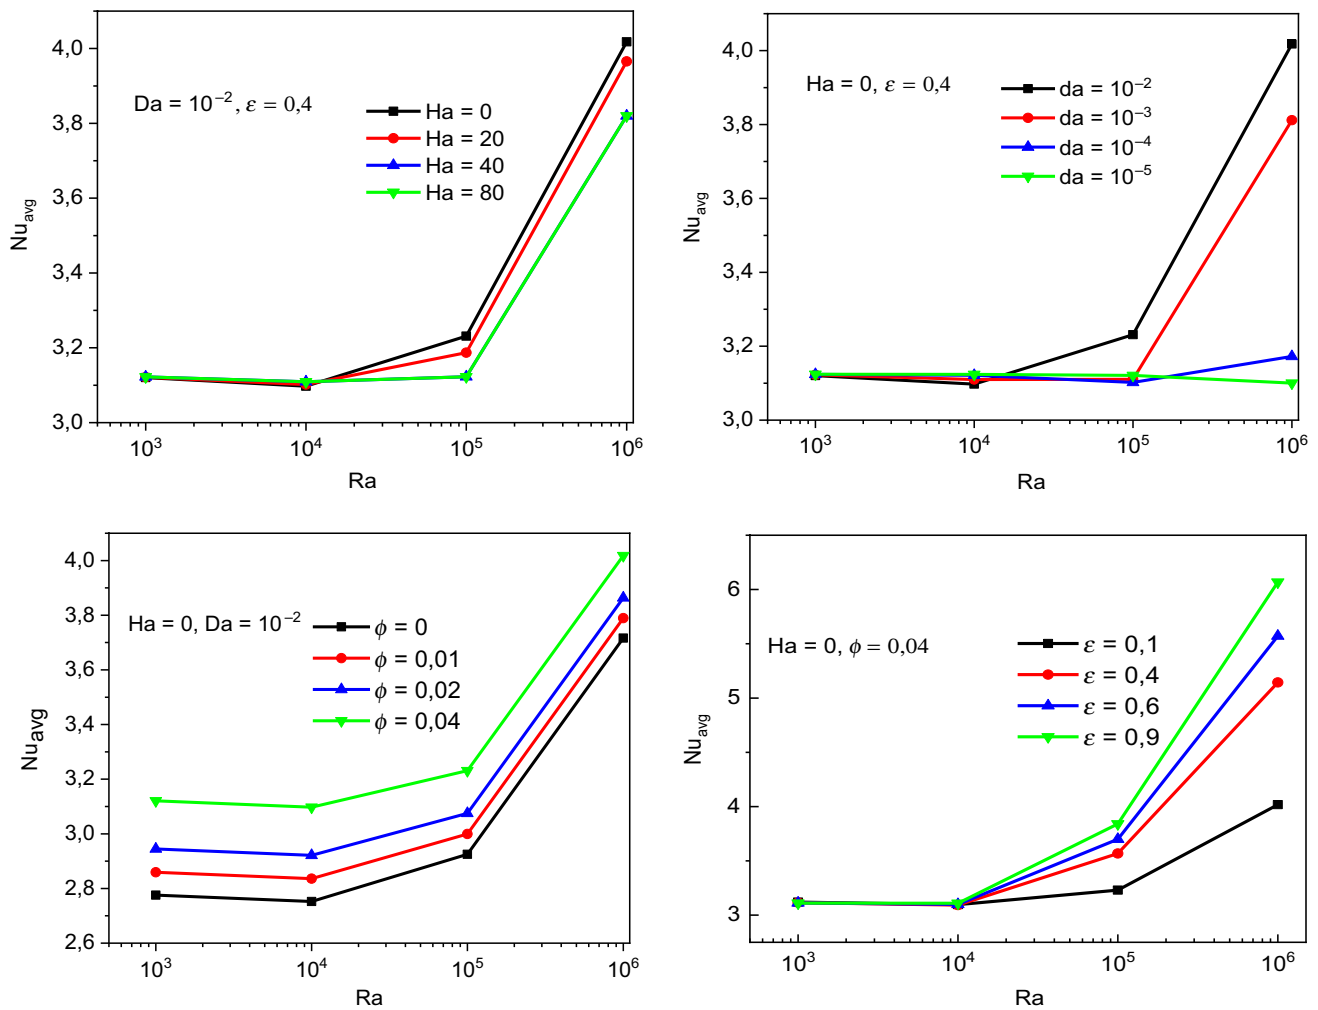 4,0
3,8
3,6
3,4
3,2
3,0
Nu_avg
Da = 10⁻², ε = 0,4
Ha = 0
Ha = 20
Ha = 40
Ha = 80
10³ 10⁴ 10⁵ 10⁶
Ra
4,0
3,8
3,6
3,4
3,2
3,0
Nu_avg
Ha = 0, ε = 0,4
da = 10⁻²
da = 10⁻³
da = 10⁻⁴
da = 10⁻⁵
10³ 10⁴ 10⁵ 10⁶
Ra
4,0
3,8
3,6
3,4
3,2
3,0
2,8
2,6
Nu_avg
Ha = 0, Da = 10⁻²
ϕ = 0
ϕ = 0,01
ϕ = 0,02
ϕ = 0,04
10³ 10⁴ 10⁵ 10⁶
Ra
6
5
4
3
Nu_avg
Ha = 0, ϕ = 0,04
ε = 0,1
ε = 0,4
ε = 0,6
ε = 0,9
10³ 10⁴ 10⁵ 10⁶
Ra